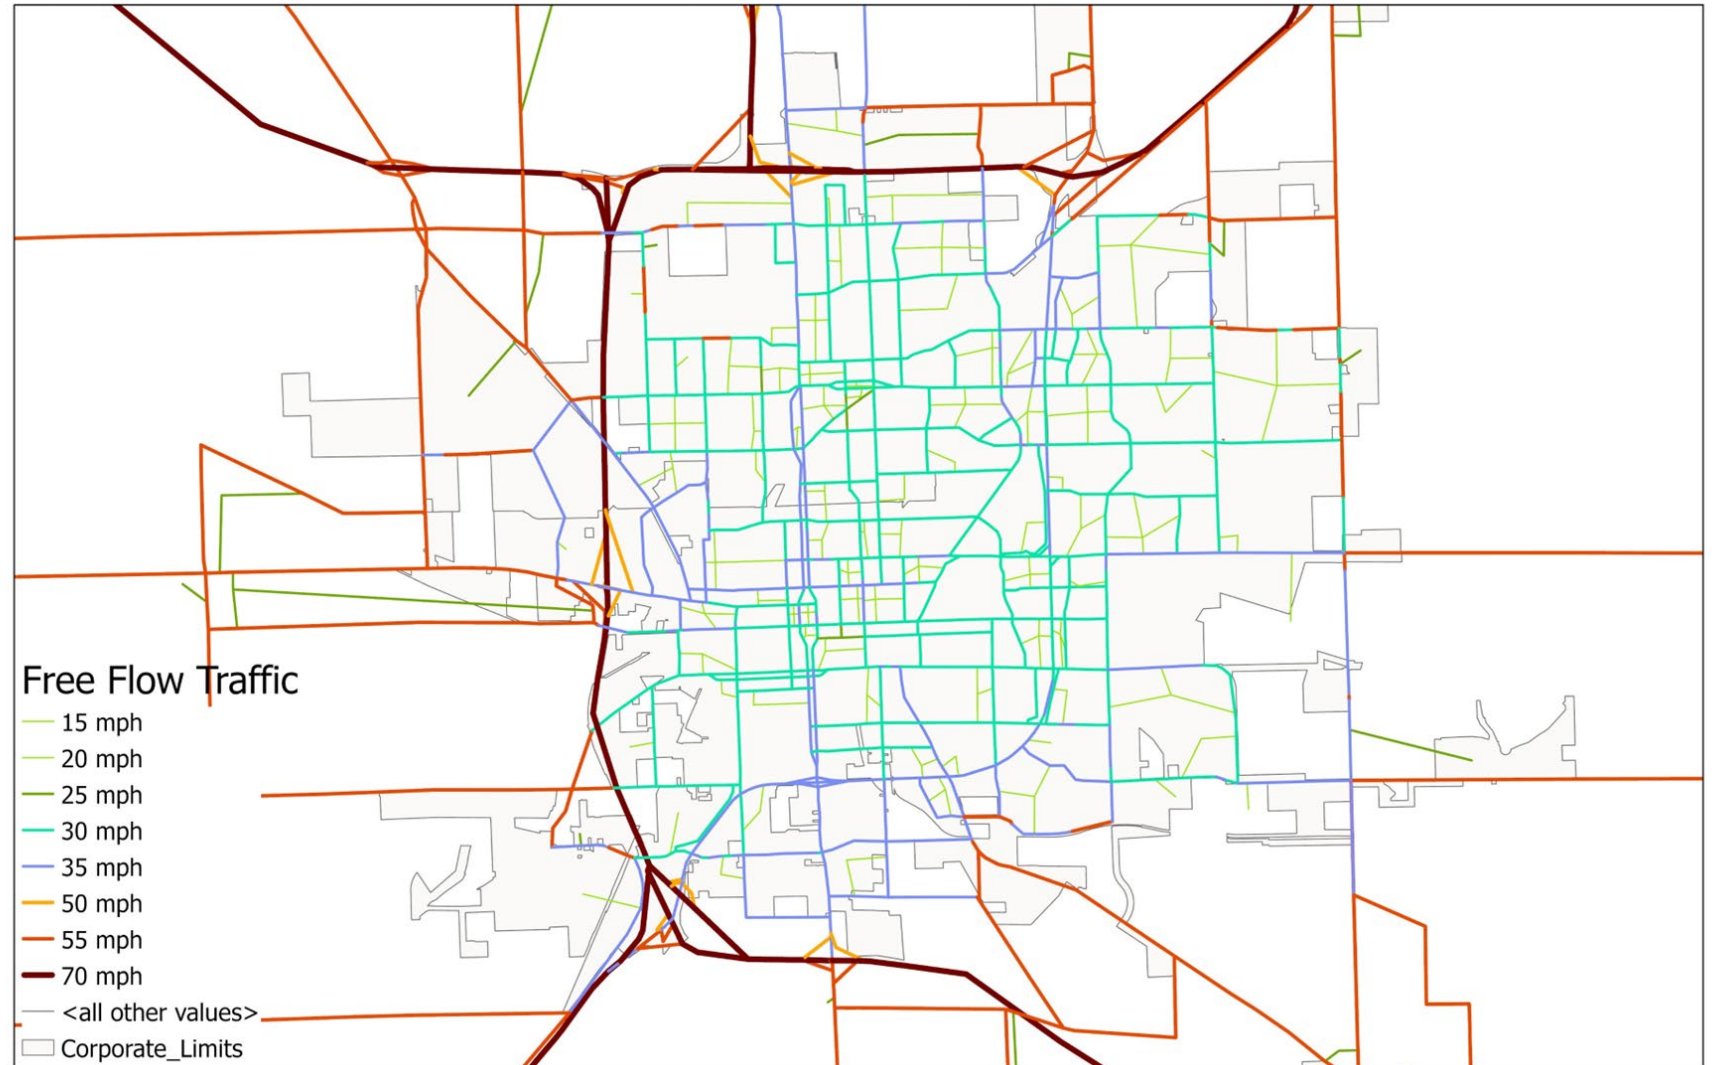 Free Flow Traffic
15 mph
20 mph
25 mph
30 mph
35 mph
50 mph
55 mph
70 mph
<all other values>
Corporate_Limits